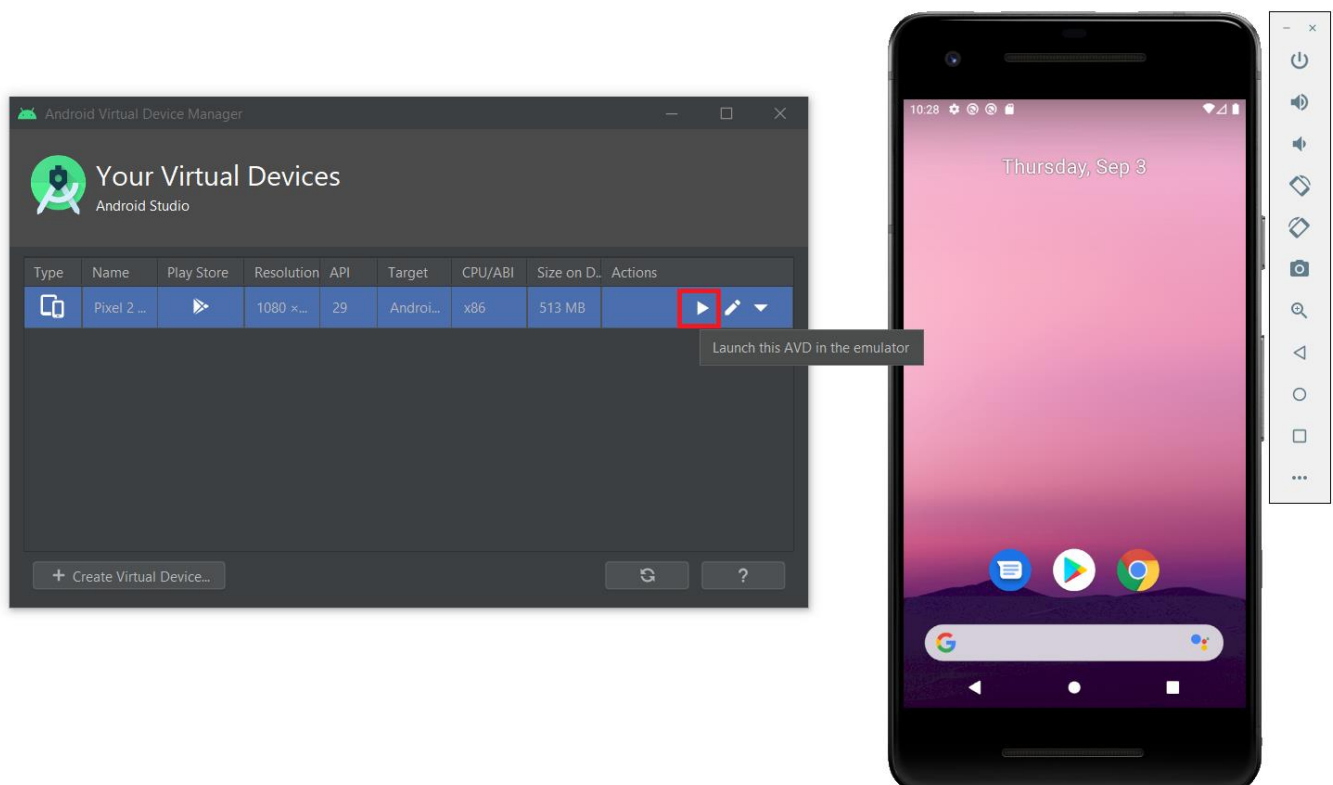 Android Virtual Device Manager
Your Virtual Devices
Android Studio
Type Name Play Store Resolution API Target CPU/ABI Size on D... Actions
Pixel 2 ... 1080 ×... 29 Androi... x86 513 MB
Launch this AVD in the emulator
+ Create Virtual Device...
?
10:28
Thursday, Sep 3
G